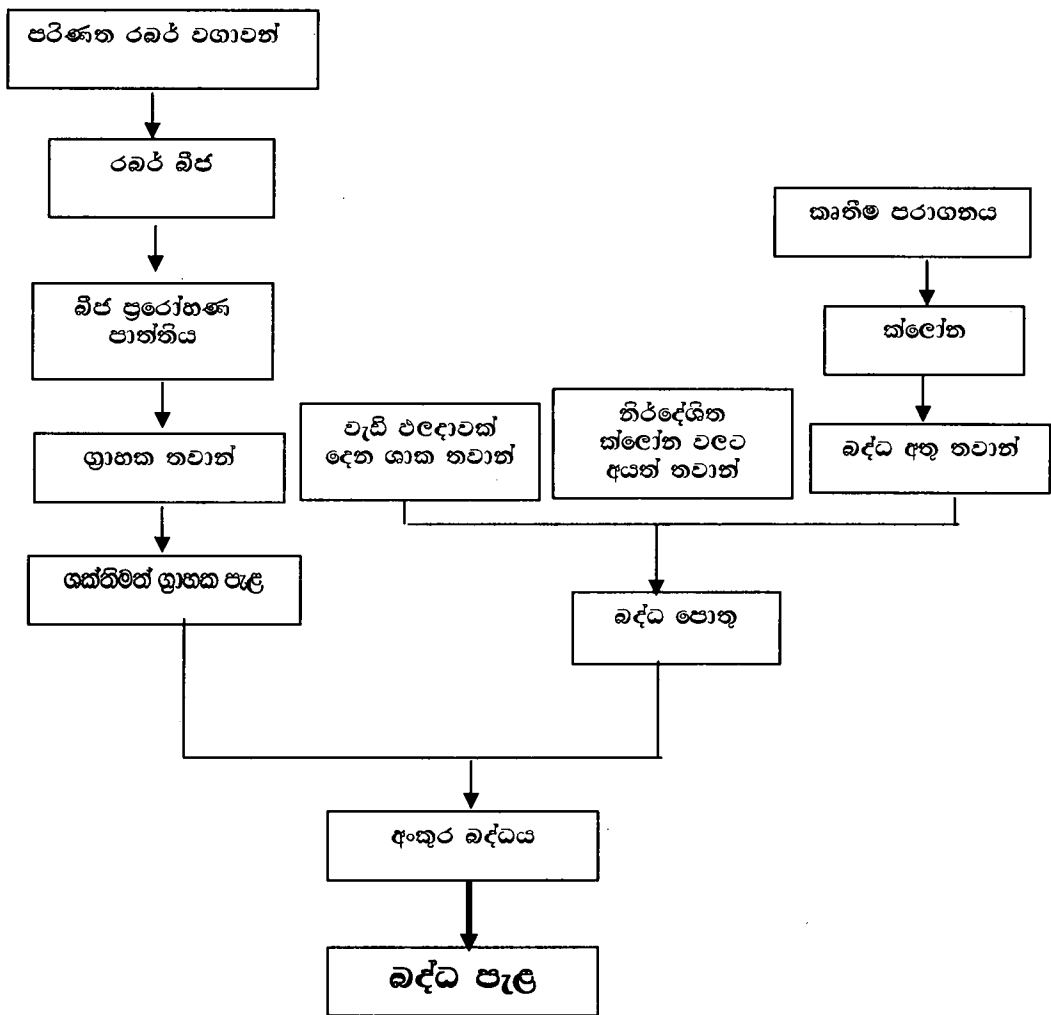 පරිණත රබර් වගාවන්
රබර් බීජ
කෘතීම පරාගනය
බීජ ප්‍රරෝහණ
පාත්තිය
ක්ලෝන
ග්‍රාහක තවාන්
වැඩි ඵලදාවක්
දෙන ශාක තවාන්
නිර්දේශිත
ක්ලෝන වලට
අයත් තවාන්
බද්ධ අතු තවාන්
ශක්තිමත් ග්‍රාහක පැළ
බද්ධ පොතු
අංකුර බද්ධය
බද්ධ පැළ